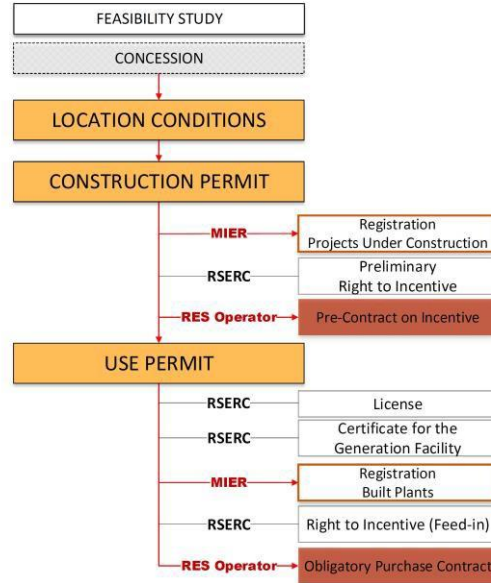 FEASIBILITY STUDY
CONCESSION
LOCATION CONDITIONS
CONSTRUCTION PERMIT
MIER
Registration
Projects Under Construction
RSERC
Preliminary
Right to Incentive
RES Operator
Pre-Contract on Incentive
USE PERMIT
RSERC
License
RSERC
Certificate for the
Generation Facility
MIER
Registration
Built Plants
RSERC
Right to Incentive (Feed-in)
RES Operator
Obligatory Purchase Contract